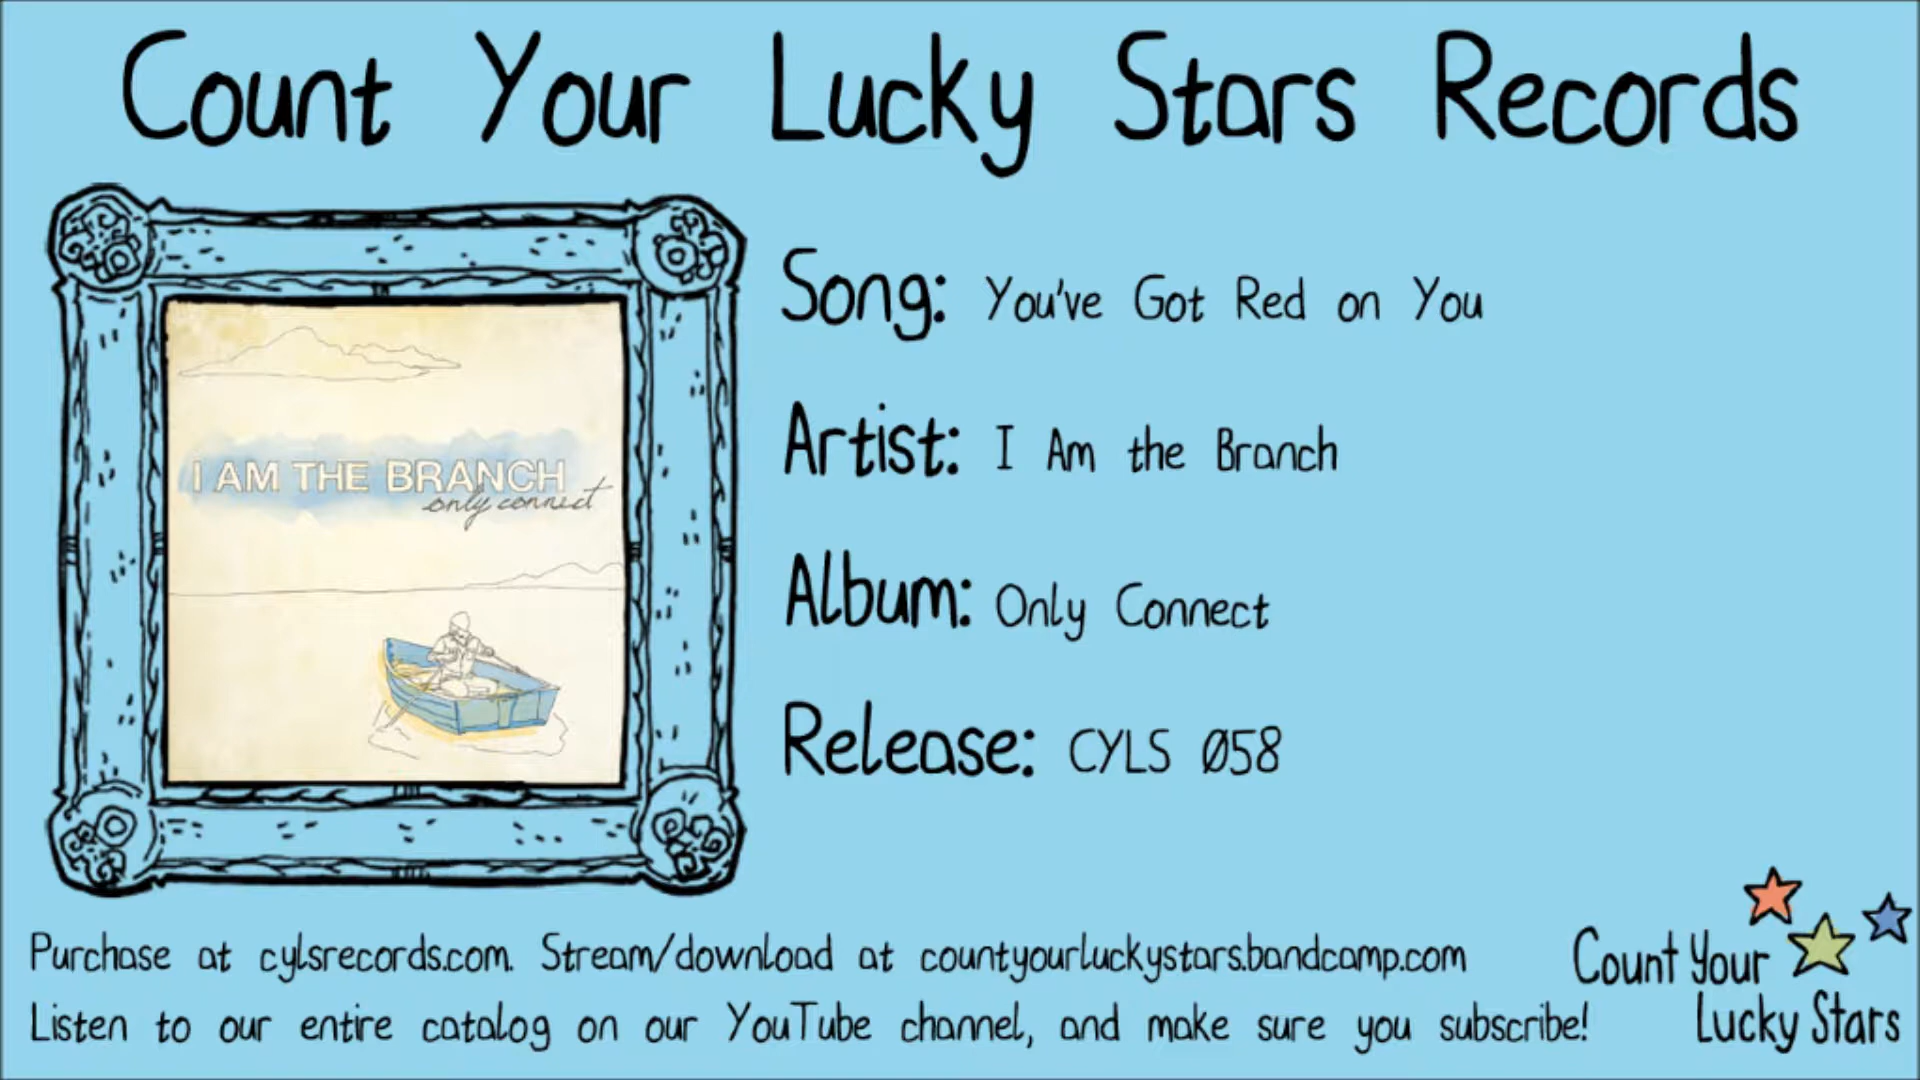 Count Your Lucky Stars Records
I AM THE BRANCH
only connect
Song: You've Got Red on You
Artist: I Am the Branch
Album: Only Connect
Release: CYLS Ø58
Purchase at cylsrecords.com. Stream/download at countyourluckystars.bandcamp.com
Listen to our entire catalog on our YouTube channel, and make sure you subscribe!
Count Your
Lucky Stars